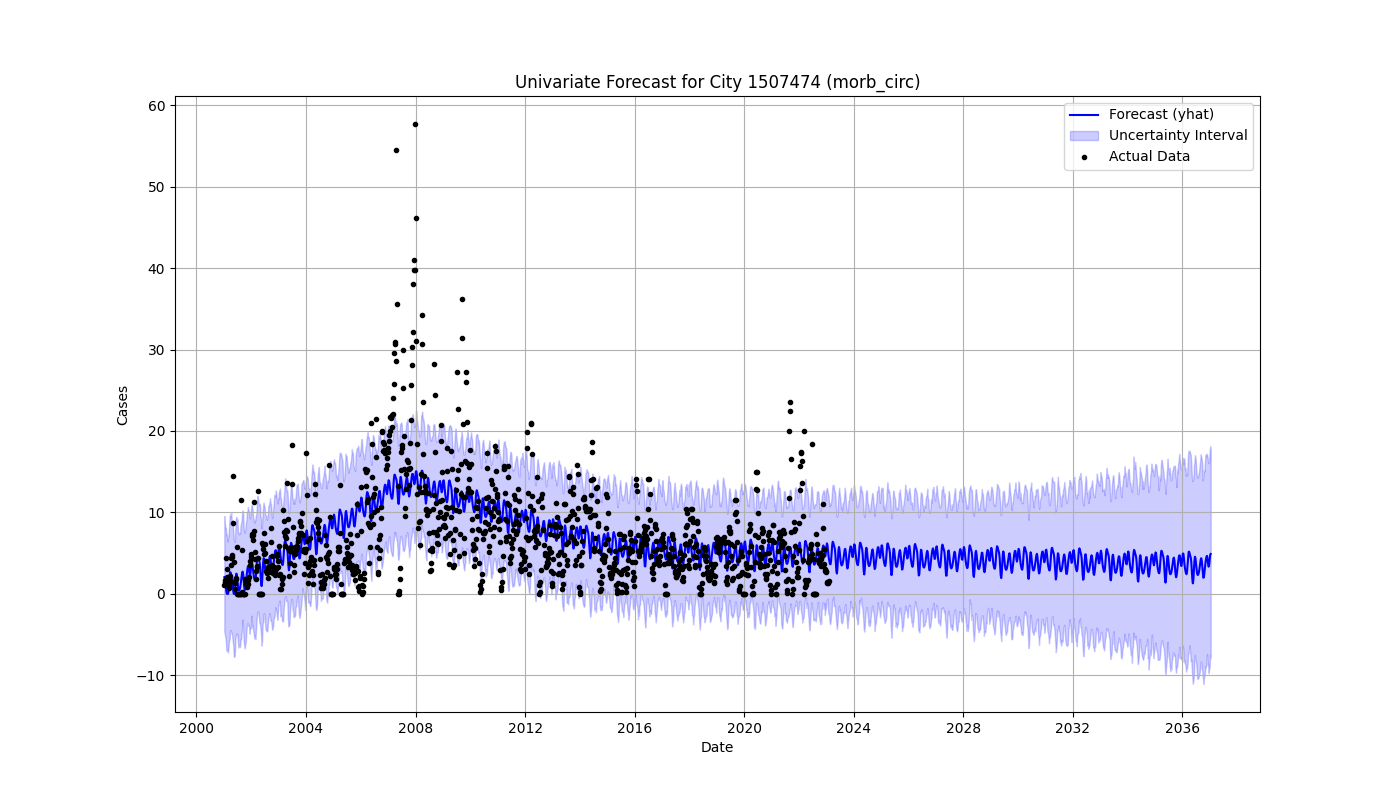 Univariate Forecast for City 1507474 (morb_circ)
Forecast (yhat)
Uncertainty Interval
Actual Data
Cases
60
50
40
30
20
10
0
−10
2000 2004 2008 2012 2016 2020 2024 2028 2032 2036
Date